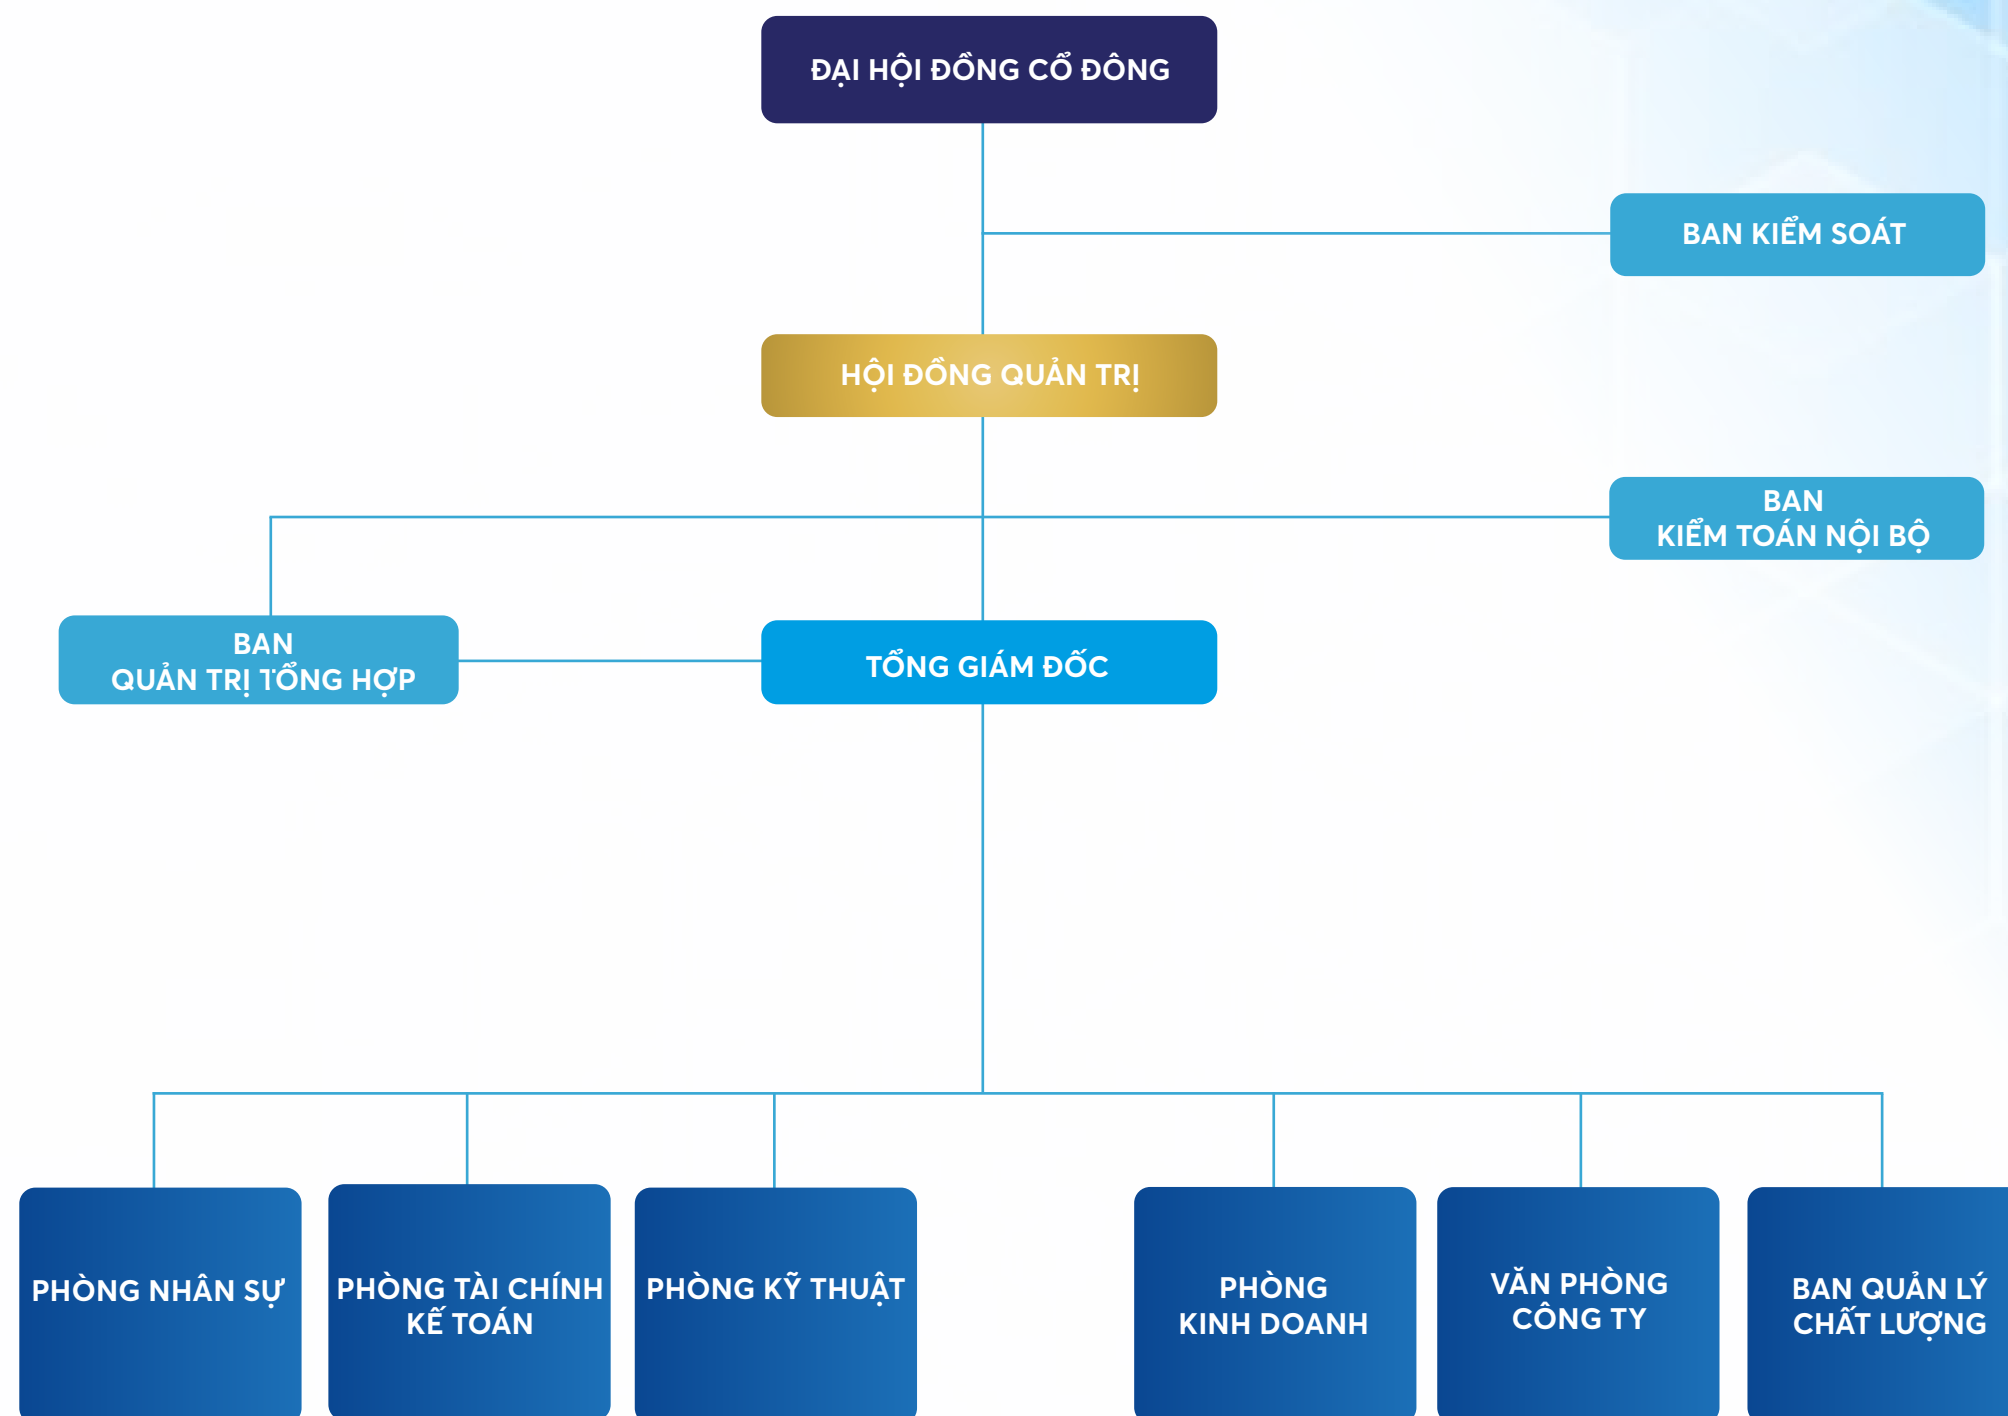 ĐẠI HỘI ĐỒNG CỔ ĐÔNG
BAN KIỂM SOÁT
HỘI ĐỒNG QUẢN TRỊ
BAN
KIỂM TOÁN NỘI BỘ
BAN
QUẢN TRỊ TỔNG HỢP
TỔNG GIÁM ĐỐC
PHÒNG NHÂN SỰ
PHÒNG TÀI CHÍNH
KẾ TOÁN
PHÒNG KỸ THUẬT
PHÒNG
KINH DOANH
VĂN PHÒNG
CÔNG TY
BAN QUẢN LÝ
CHẤT LƯỢNG